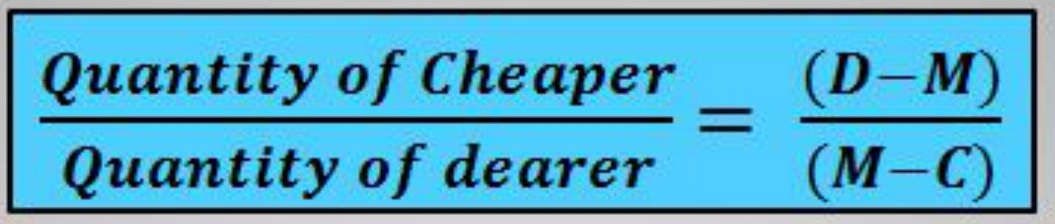 Quantity of Cheaper / Quantity of dearer = (D−M) / (M−C)